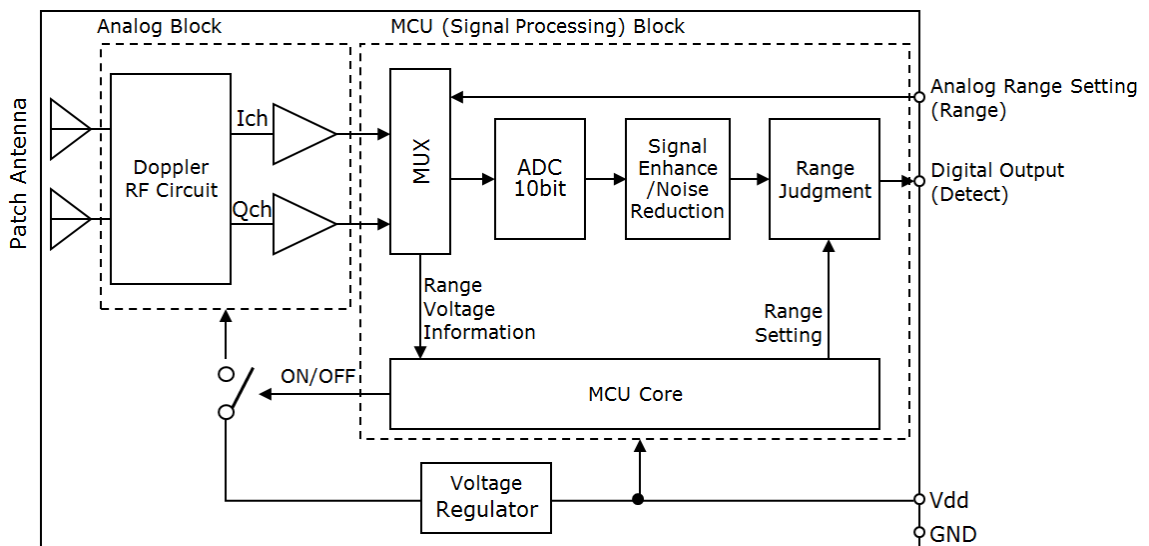 Analog Block
MCU (Signal Processing) Block
Patch Antenna
Doppler
RF Circuit
Ich
Qch
MUX
ADC
10bit
Signal
Enhance
/Noise
Reduction
Range
Judgment
Analog Range Setting
(Range)
Digital Output
(Detect)
Range
Voltage
Information
Range
Setting
ON/OFF
MCU Core
Voltage
Regulator
Vdd
GND